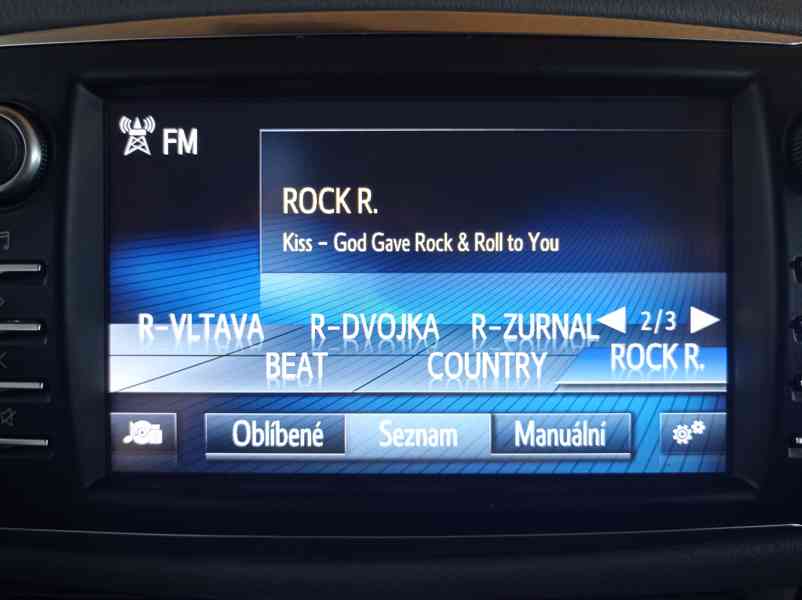 FM
ROCK R.
Kiss - God Gave Rock & Roll to You
R-VLTAVA R-DVOJKA R-ZURNAL 2/3
BEAT COUNTRY ROCK R.
Oblíbené Seznam Manuální